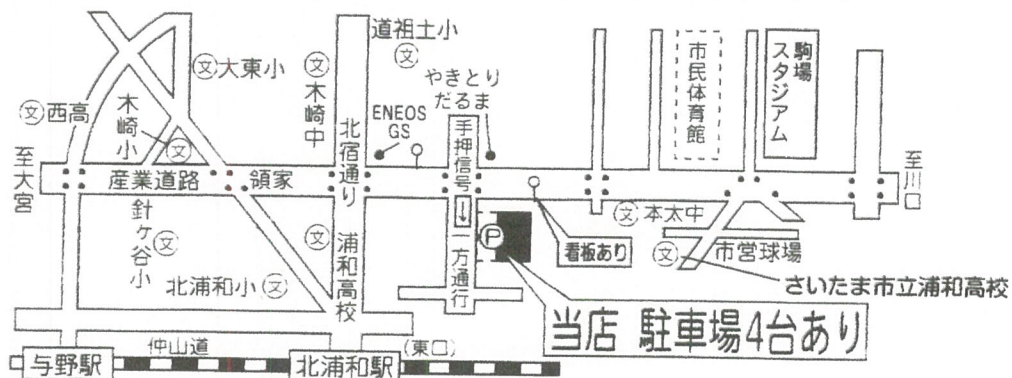 道祖土小
文
文大東小
文木崎中
やきとり
だるま
ENEOS
GS
市民体育館
駒場
スタジアム
文西高
木崎小
文
北宿通り
手押信号
至大宮
産業道路
領家
至川口
針ヶ谷小
文
文
浦和高校
↓一方通行
P
看板あり
文本太中
文
市営球場
さいたま市立浦和高校
北浦和小文
当店 駐車場4台あり
仲山道
(東口)
与野駅
北浦和駅